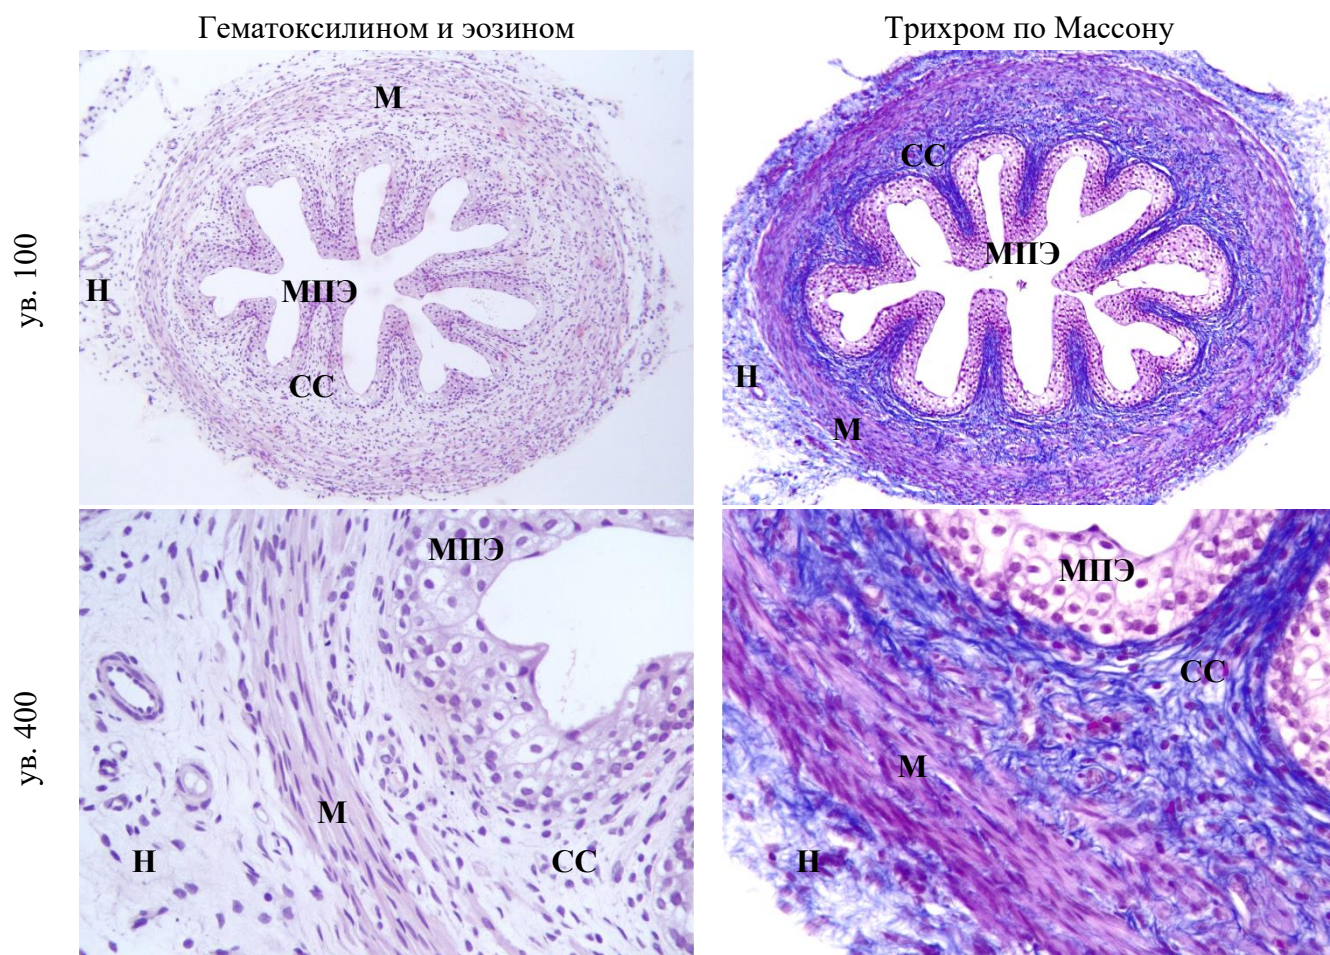 Гематоксилином и эозином
Трихром по Массону
ув. 100
М
Н
МПЭ
СС
СС
МПЭ
Н
М
ув. 400
МПЭ
М
Н
СС
МПЭ
СС
М
Н